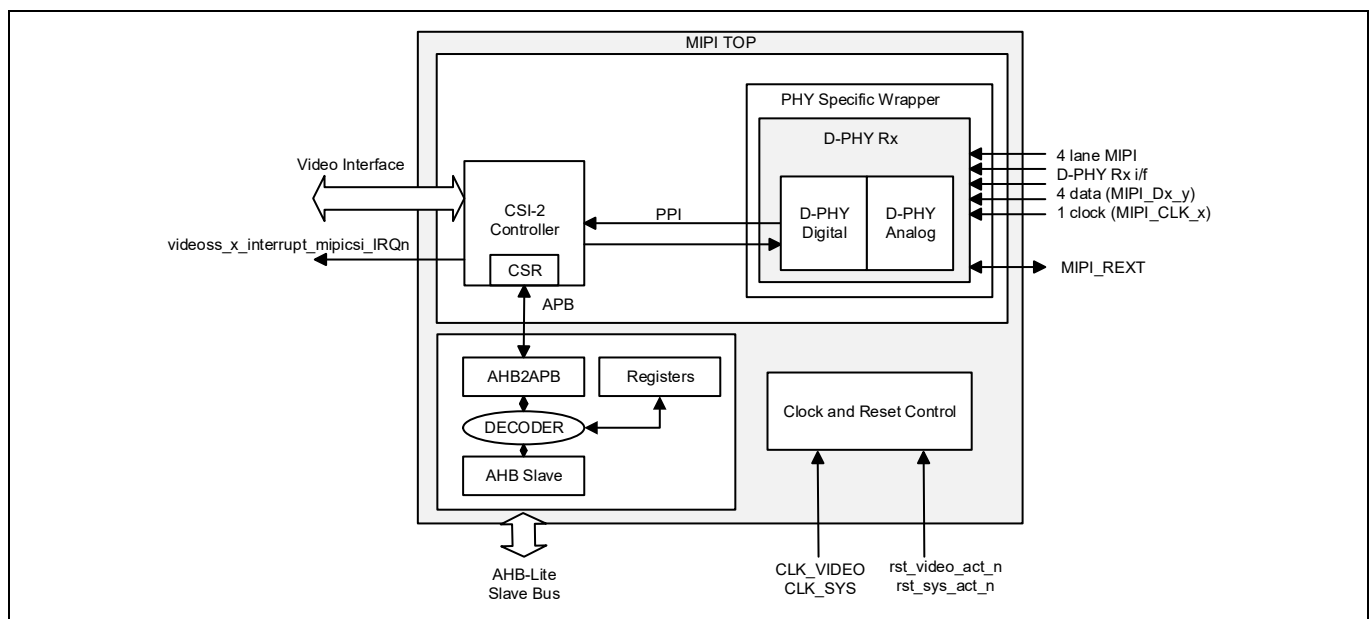 MIPI TOP
PHY Specific Wrapper
D-PHY Rx
Video Interface
4 lane MIPI
D-PHY Rx i/f
4 data (MIPI_Dx_y)
1 clock (MIPI_CLK_x)
CSI-2
Controller
PPI
D-PHY
Digital
D-PHY
Analog
videoss_x_interrupt_mipicsi_IRQn
CSR
MIPI_REXT
APB
AHB2APB
Registers
Clock and Reset Control
DECODER
AHB Slave
AHB-Lite
Slave Bus
CLK_VIDEO
CLK_SYS
rst_video_act_n
rst_sys_act_n